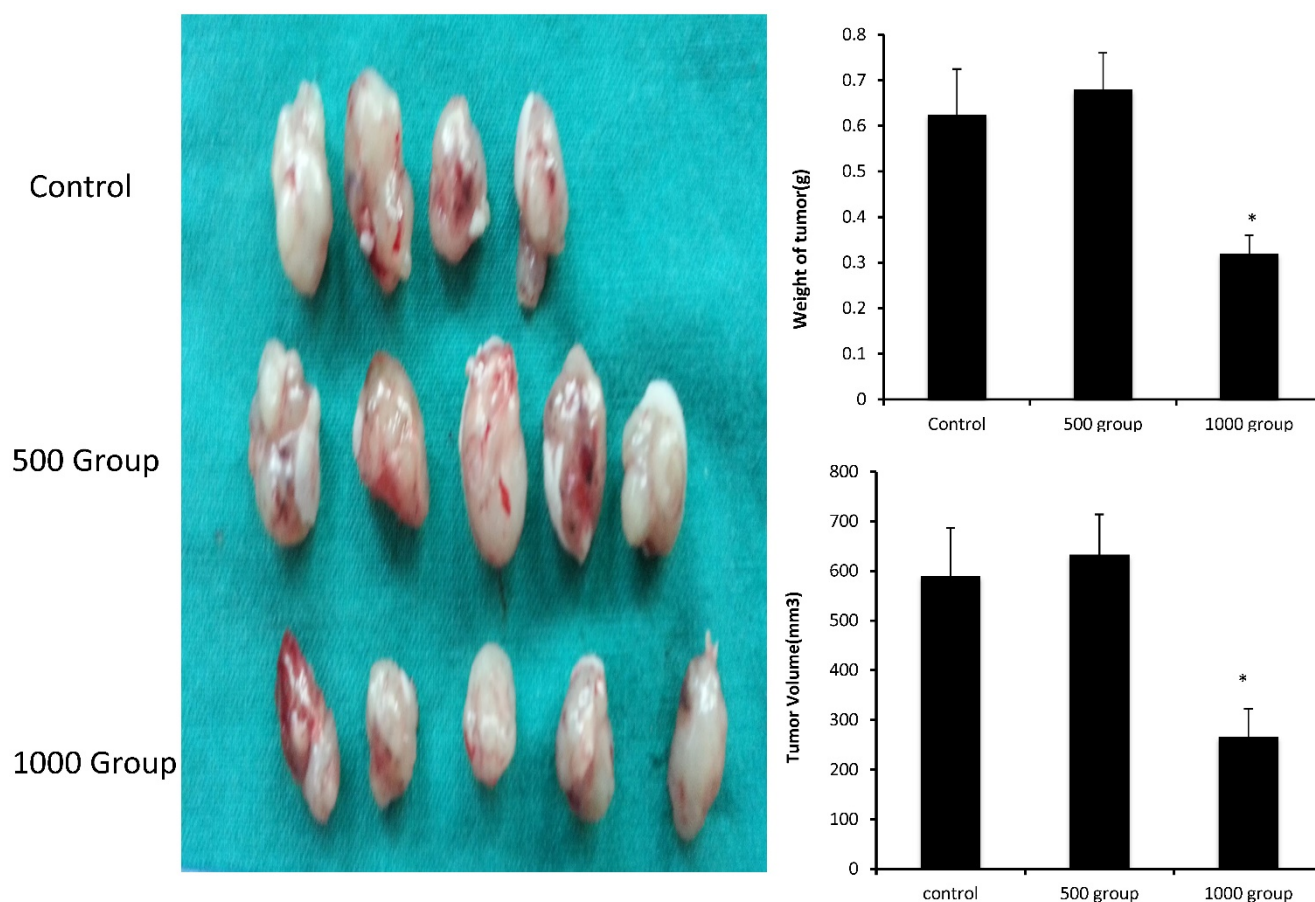 Control
500 Group
1000 Group
Weight of tumor(g)
0.8
0.7
0.6
0.5
0.4
0.3
0.2
0.1
0
*
Control 500 group 1000 group
Tumor Volume(mm3)
800
700
600
500
400
300
200
100
0
*
control 500 group 1000 group